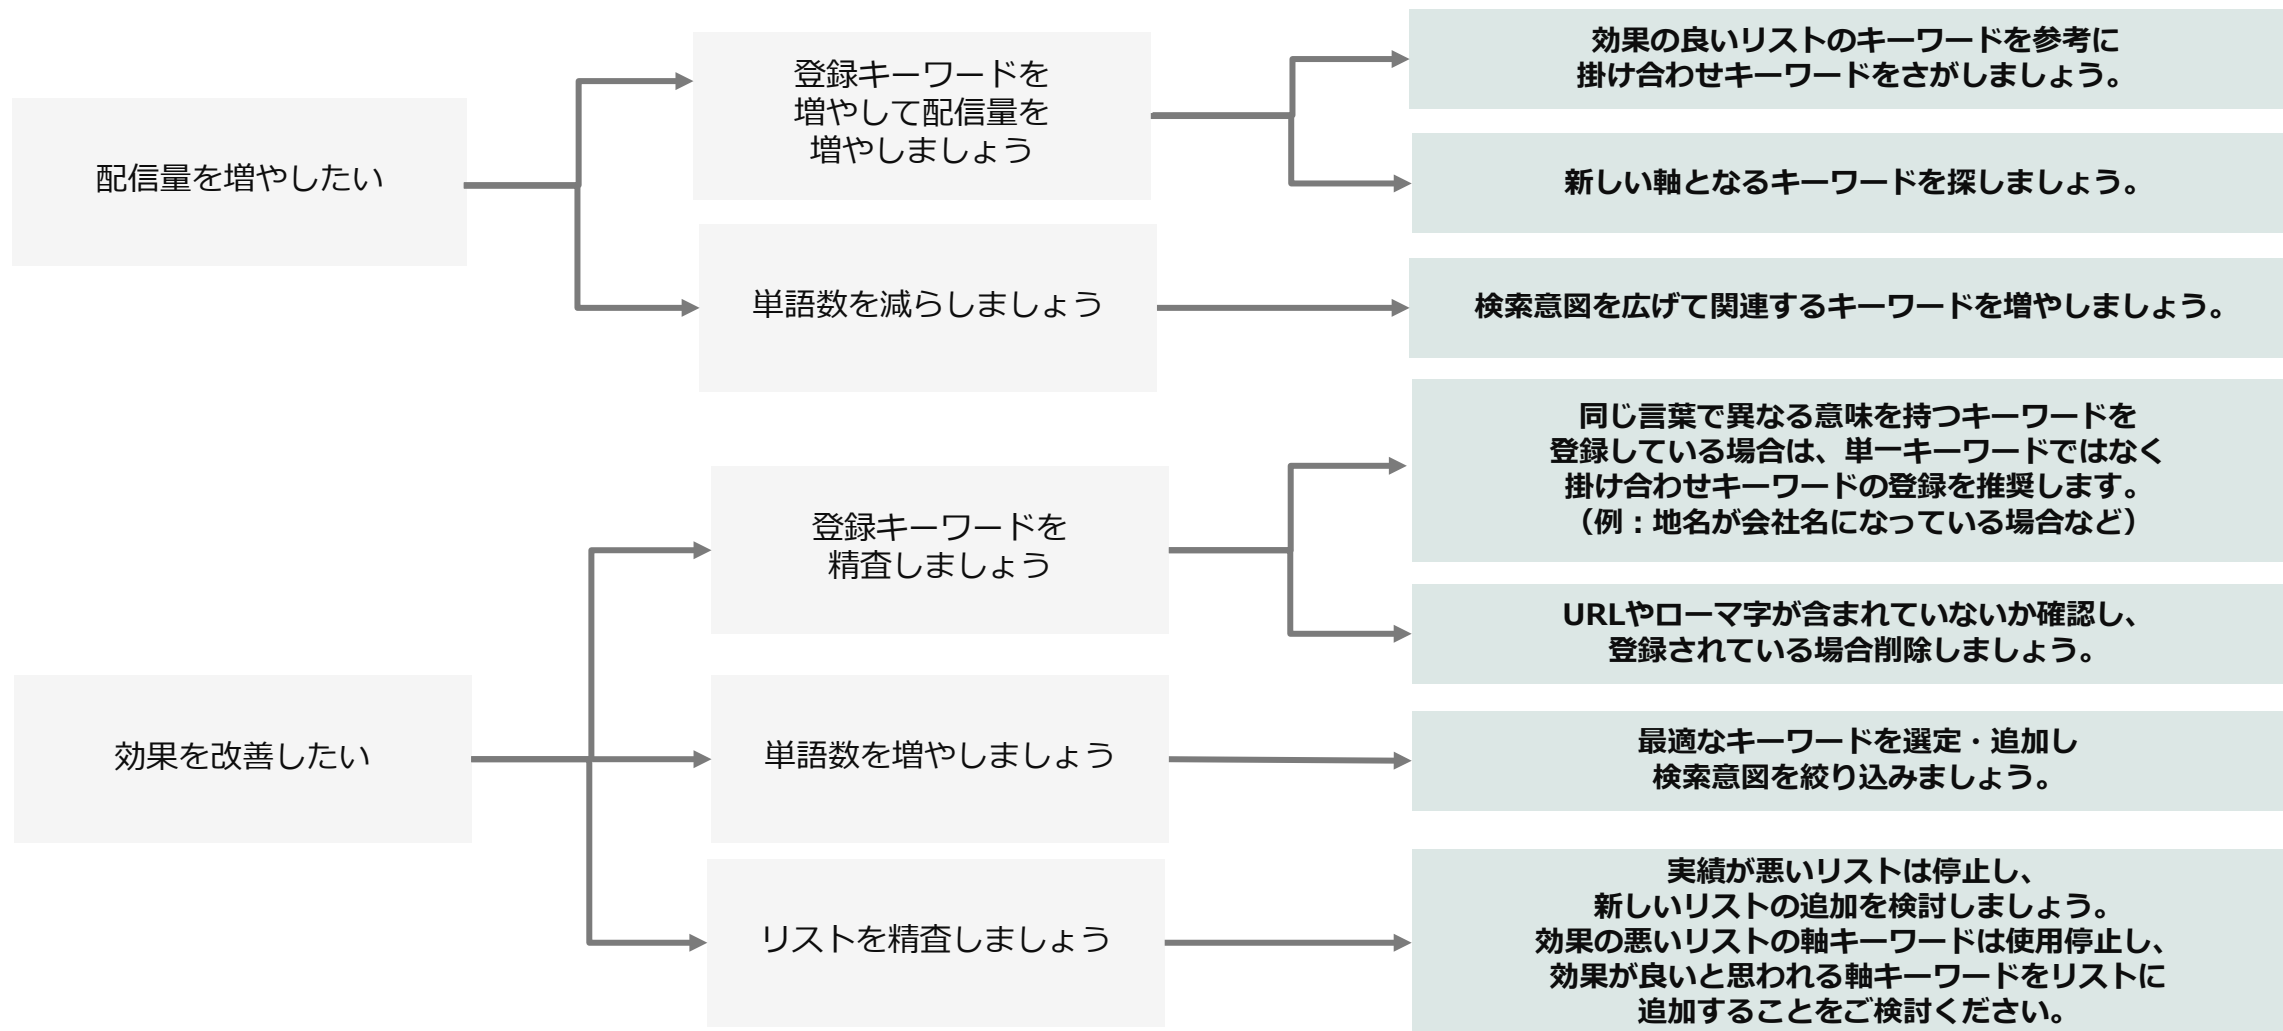 配信量を増やしたい
登録キーワードを
増やして配信量を
増やしましょう
効果の良いリストのキーワードを参考に
掛け合わせキーワードをさがしましょう。
新しい軸となるキーワードを探しましょう。
単語数を減らしましょう
検索意図を広げて関連するキーワードを増やしましょう。
効果を改善したい
登録キーワードを
精査しましょう
同じ言葉で異なる意味を持つキーワードを
登録している場合は、単一キーワードではなく
掛け合わせキーワードの登録を推奨します。
（例：地名が会社名になっている場合など）
URLやローマ字が含まれていないか確認し、
登録されている場合削除しましょう。
単語数を増やしましょう
最適なキーワードを選定・追加し
検索意図を絞り込みましょう。
リストを精査しましょう
実績が悪いリストは停止し、
新しいリストの追加を検討しましょう。
効果の悪いリストの軸キーワードは使用停止し、
効果が良いと思われる軸キーワードをリストに
追加することをご検討ください。